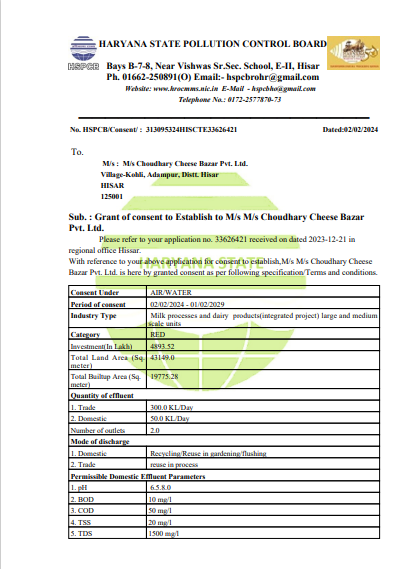 HARYANA STATE POLLUTION CONTROL BOARD
HSPCB
Bays B-7-8, Near Vishwas Sr.Sec. School, E-II, Hisar
Ph. 01662-250891(O) Email:- hspcbrohr@gmail.com
Website: www.hrocmms.nic.in E-Mail - hspcbho@gmail.com
Telephone No.: 0172-2577870-73
No. HSPCB/Consent/ : 313095324HISCTE33626421 Dated:02/02/2024
To.
M/s : M/s Choudhary Cheese Bazar Pvt. Ltd.
Village-Kohli, Adampur, Distt. Hisar
HISAR
125001
Sub. : Grant of consent to Establish to M/s M/s Choudhary Cheese Bazar
Pvt. Ltd.
Please refer to your application no. 33626421 received on dated 2023-12-21 in
regional office Hissar.
With reference to your above application for consent to establish,M/s M/s Choudhary Cheese
Bazar Pvt. Ltd. is here by granted consent as per following specification/Terms and conditions.
HARYANA STATE
Consent Under AIR/WATER
Period of consent 02/02/2024 - 01/02/2029
Industry Type Milk processes and dairy products(integrated project) large and medium
scale units
Category RED
Investment(In Lakh) 4893.52
Total Land Area (Sq. 43149.0
meter)
Total Builtup Area (Sq. 19775.28
meter)
Quantity of effluent
1. Trade 300.0 KL/Day
2. Domestic 50.0 KL/Day
Number of outlets 2.0
Mode of discharge
1. Domestic Recycling/Reuse in gardening/flushing
2. Trade reuse in process
Permissible Domestic Effluent Parameters
1. pH 6.5.8.0
2. BOD 10 mg/l
3. COD 50 mg/l
4. TSS 20 mg/l
5. TDS 1500 mg/l